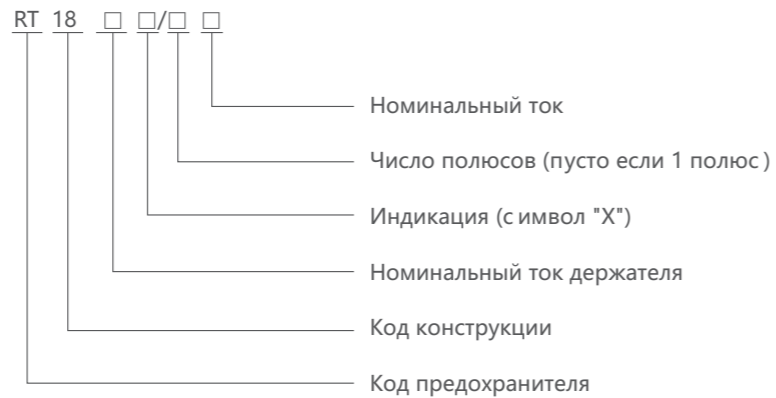 RT 18 □ □/□ □
Номинальный ток
Число полюсов (пусто если 1 полюс )
Индикация (с имвол "X")
Номинальный ток держателя
Код конструкции
Код предохранителя